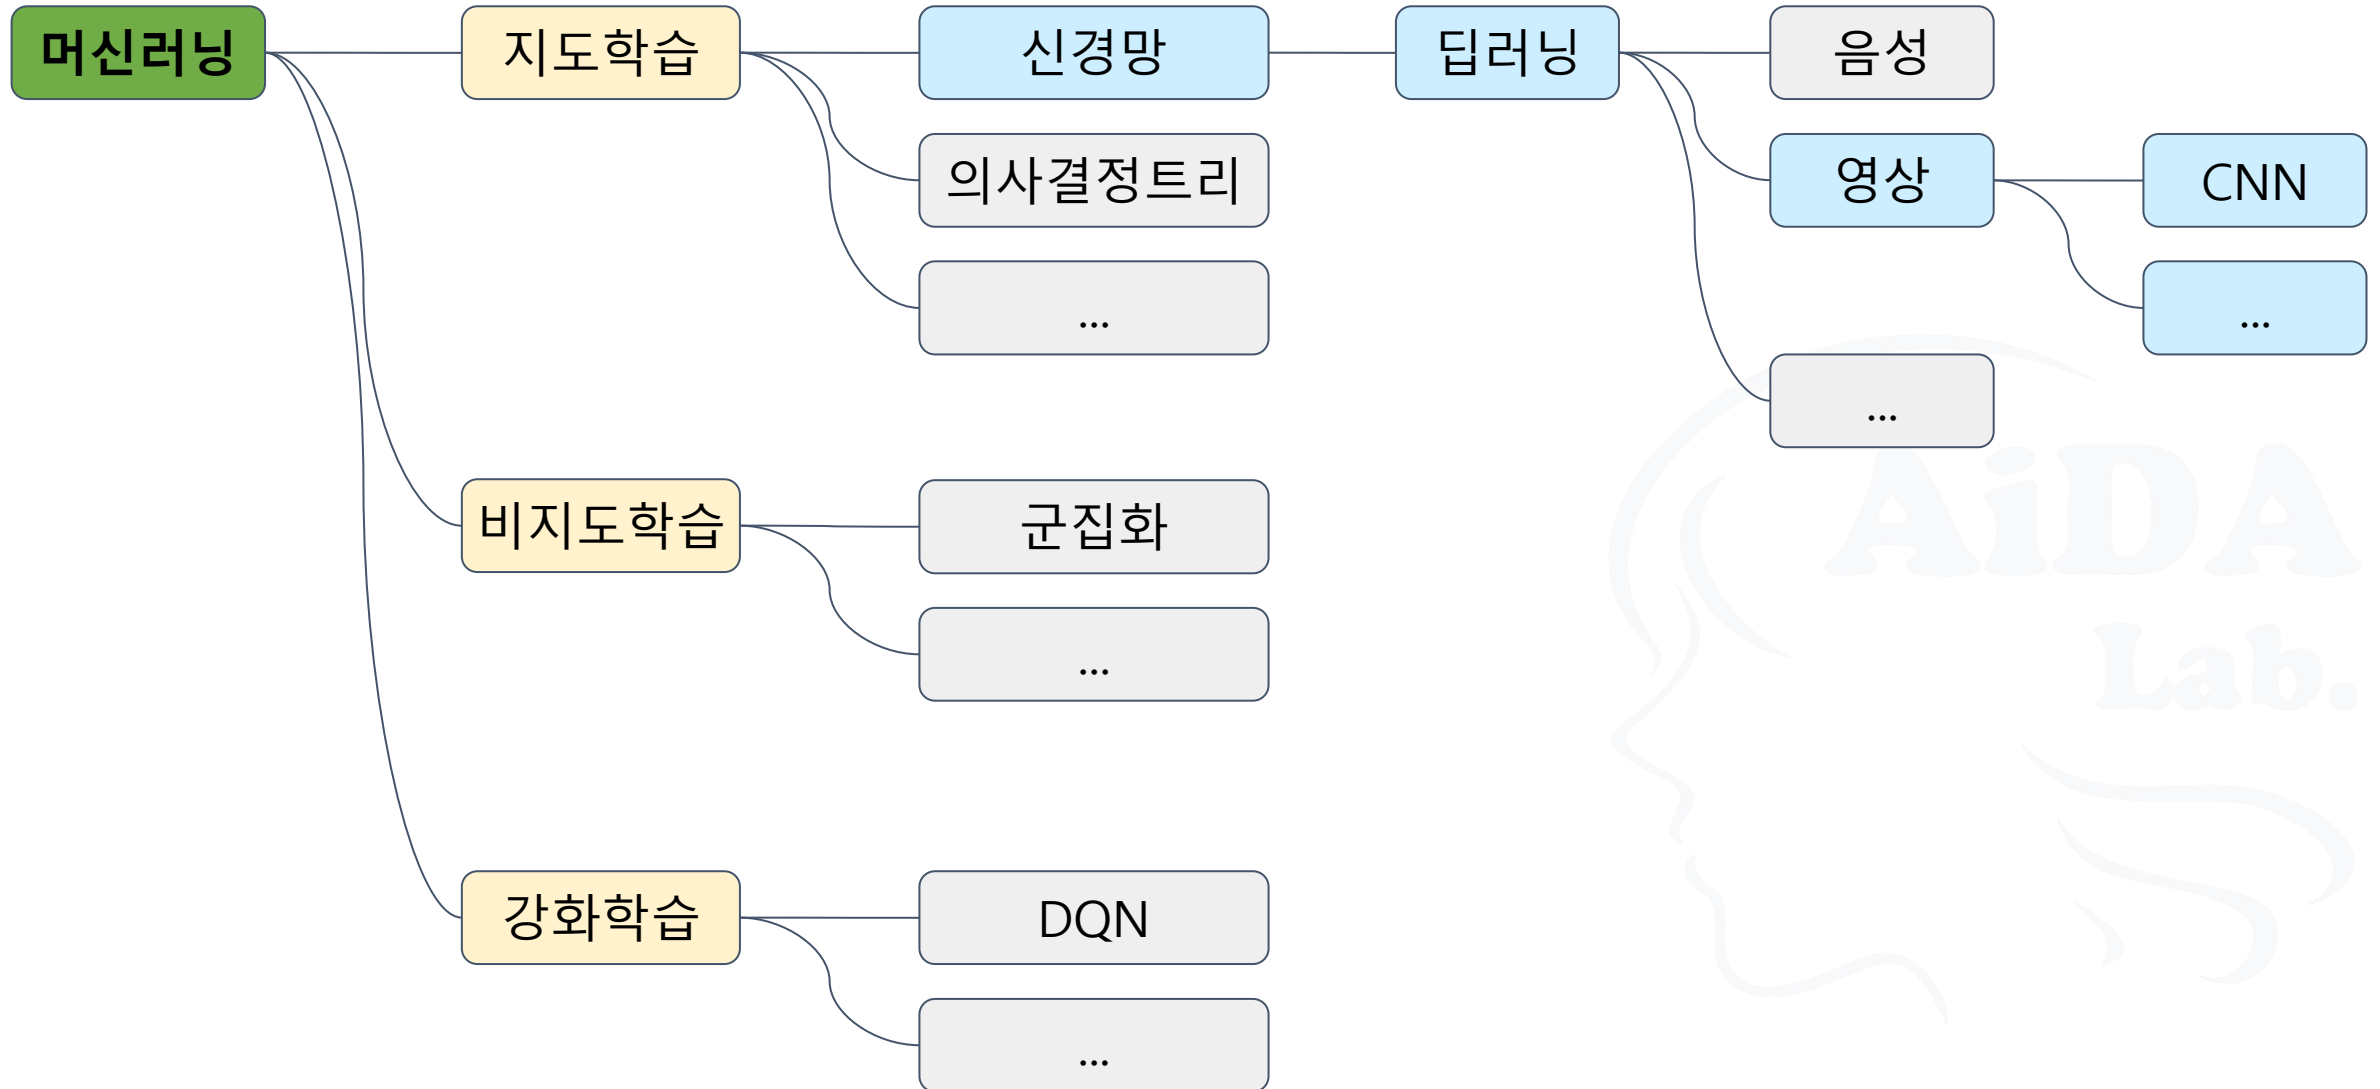 머신러닝
지도학습
신경망
딥러닝
음성
의사결정트리
영상
CNN
...
...
...
AiDA
Lab.
비지도학습
군집화
...
강화학습
DQN
...